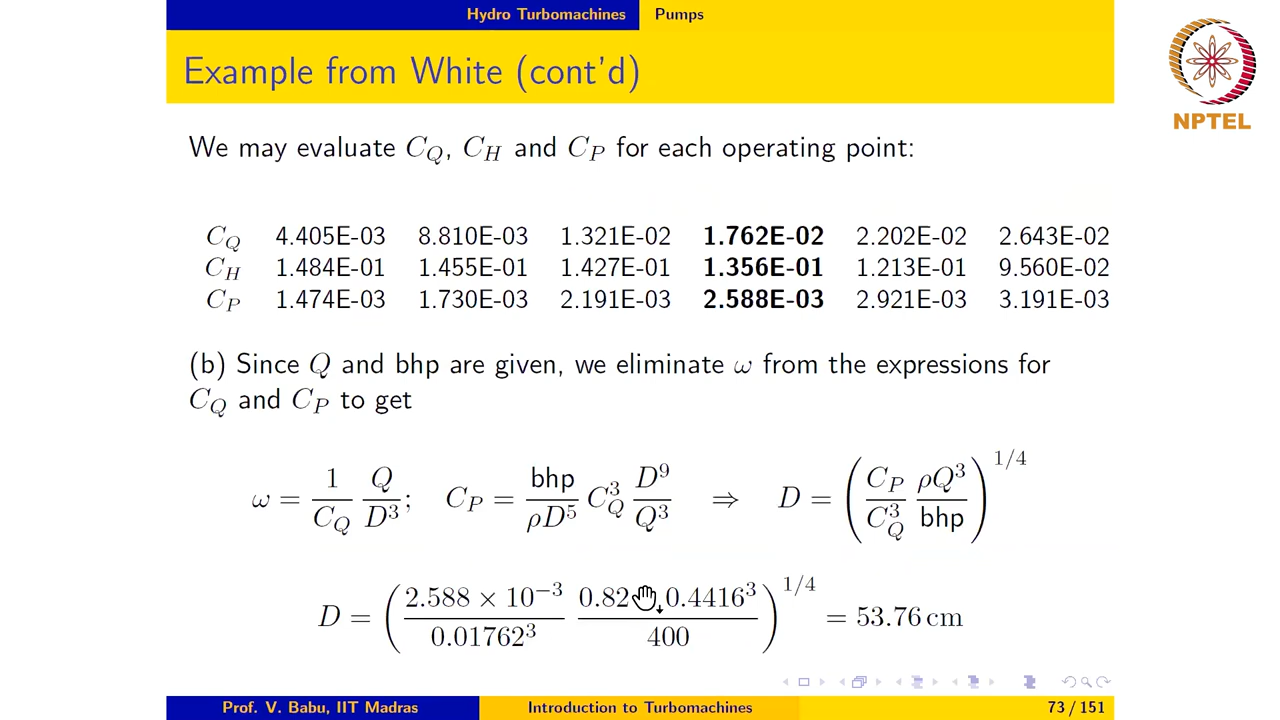 Hydro Turbomachines Pumps
Example from White (cont'd)
NPTEL
We may evaluate C_Q, C_H and C_P for each operating point:
C_Q 4.405E-03 8.810E-03 1.321E-02 1.762E-02 2.202E-02 2.643E-02
C_H 1.484E-01 1.455E-01 1.427E-01 1.356E-01 1.213E-01 9.560E-02
C_P 1.474E-03 1.730E-03 2.191E-03 2.588E-03 2.921E-03 3.191E-03
(b) Since Q and bhp are given, we eliminate ω from the expressions for
C_Q and C_P to get
ω = 1/C_Q Q/D^3; C_P = bhp/ρD^5 C_Q^3 D^9/Q^3 ⇒ D = (C_P/C_Q^3 ρQ^3/bhp)^1/4
D = (2.588 × 10^−3/0.01762^3 0.82 0.4416^3/400)^1/4 = 53.76 cm
Prof. V. Babu, IIT Madras Introduction to Turbomachines 73 / 151